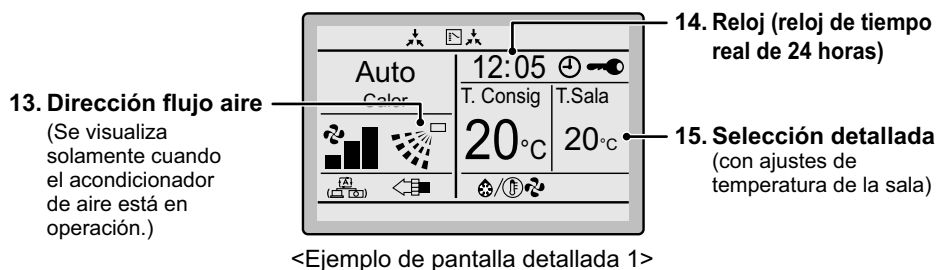 14. Reloj (reloj de tiempo
real de 24 horas)
Auto
Calor
12:05
T. Consig
T.Sala
20°C
20°C
13. Dirección flujo aire
(Se visualiza
solamente cuando
el acondicionador
de aire está en
operación.)
15. Selección detallada
(con ajustes de
temperatura de la sala)
<Ejemplo de pantalla detallada 1>